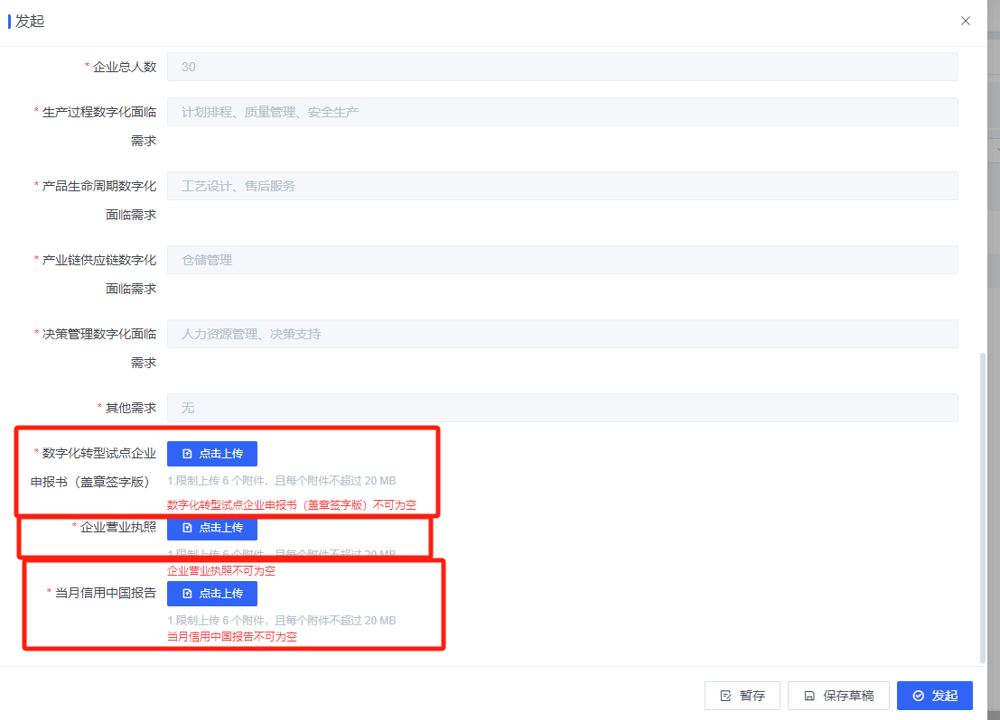 发起
* 企业总人数
30
* 生产过程数字化面临
需求
计划排程、质量管理、安全生产
* 产品生命周期数字化
面临需求
工艺设计、售后服务
* 产业链供应链数字化
面临需求
仓储管理
* 决策管理数字化面临
需求
人力资源管理、决策支持
* 其他需求
无
* 数字化转型试点企业
申报书（盖章签字版）
点击上传
1.限制上传 6 个附件，且每个附件不超过 20 MB
数字化转型试点企业申报书（盖章签字版）不可为空
* 企业营业执照
点击上传
1.限制上传 6 个附件，且每个附件不超过 20 MB
企业营业执照不可为空
* 当月信用中国报告
点击上传
1.限制上传 6 个附件，且每个附件不超过 20 MB
当月信用中国报告不可为空
暂存
保存草稿
发起